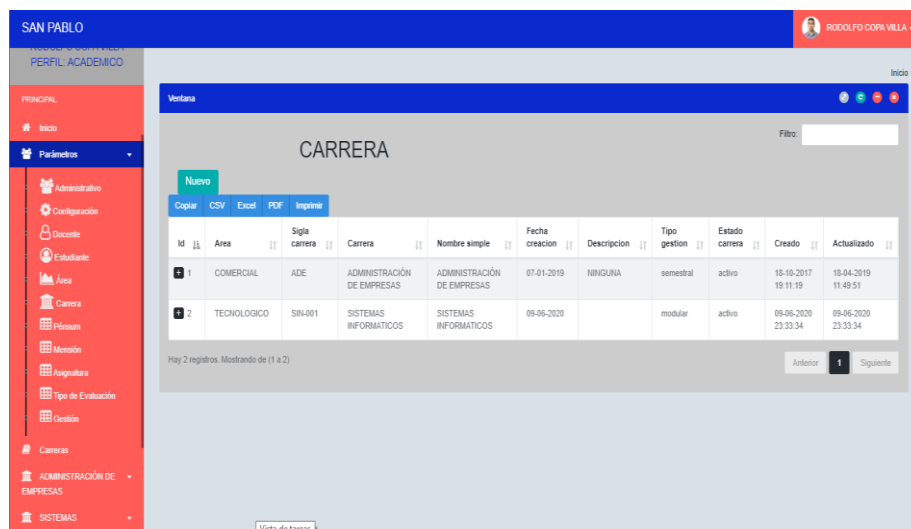 SAN PABLO
RODOLFO COPA VILLA
PERFIL: ACADEMICO
PRINCIPAL
Inicio
Parámetros
Administrativo
Configuración
Docente
Estudiante
Área
Carrera
Pénsum
Mensión
Asignatura
Tipo de Evaluación
Gestión
Carreras
ADMINISTRACIÓN DE
EMPRESAS
SISTEMAS
Inicio
Ventana
Filtro:
CARRERA
Nuevo
Copiar CSV Excel PDF Imprimir
Id Area Sigla carrera Carrera Nombre simple Fecha creacion Descripcion Tipo gestion Estado carrera Creado Actualizado
1 COMERCIAL ADE ADMINISTRACIÓN DE EMPRESAS ADMINISTRACIÓN DE EMPRESAS 07-01-2019 NINGUNA semestral activo 18-10-2017 19:11:19 18-04-2019 11:49:51
2 TECNOLOGICO SIN-001 SISTEMAS INFORMATICOS SISTEMAS INFORMATICOS 09-06-2020 modular activo 09-06-2020 23:33:34 09-06-2020 23:33:34
Hay 2 registros. Mostrando de (1 a 2)
Anterior 1 Siguiente
Vista de tareas